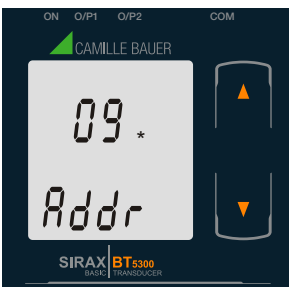 ON O/P1 O/P2 COM
CAMILLE BAUER
09 *
Addr
SIRAX BT5300
BASIC TRANSDUCER